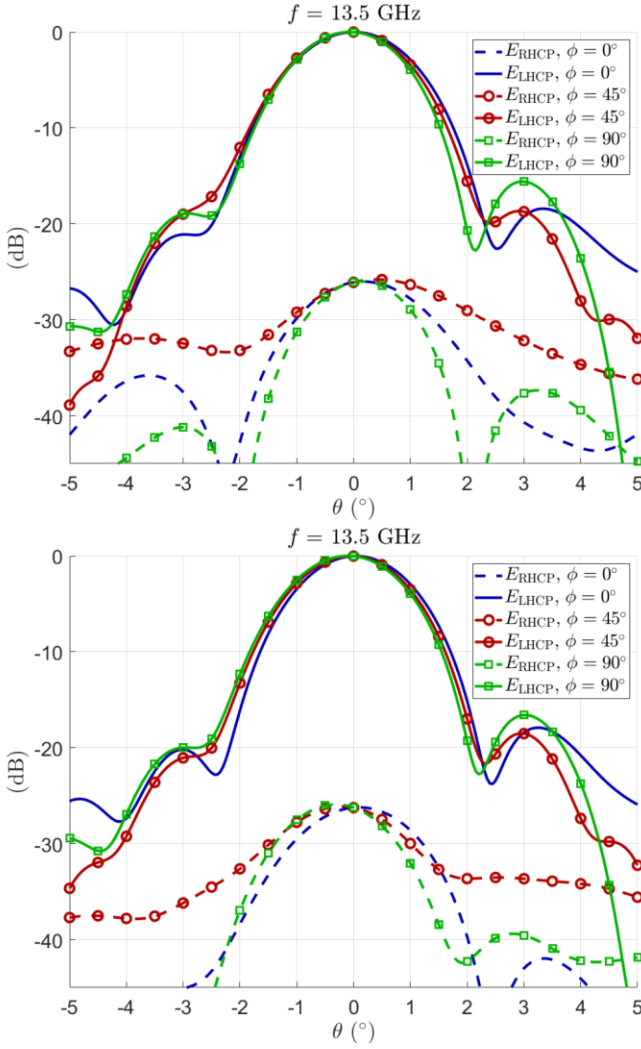 f = 13.5 GHz
E_RHCP, ϕ = 0°
E_LHCP, ϕ = 0°
E_RHCP, ϕ = 45°
E_LHCP, ϕ = 45°
E_RHCP, ϕ = 90°
E_LHCP, ϕ = 90°
0
-10
-20
-30
-40
(dB)
-5 -4 -3 -2 -1 0 1 2 3 4 5
θ (°)
f = 13.5 GHz
E_RHCP, ϕ = 0°
E_LHCP, ϕ = 0°
E_RHCP, ϕ = 45°
E_LHCP, ϕ = 45°
E_RHCP, ϕ = 90°
E_LHCP, ϕ = 90°
0
-10
-20
-30
-40
(dB)
-5 -4 -3 -2 -1 0 1 2 3 4 5
θ (°)